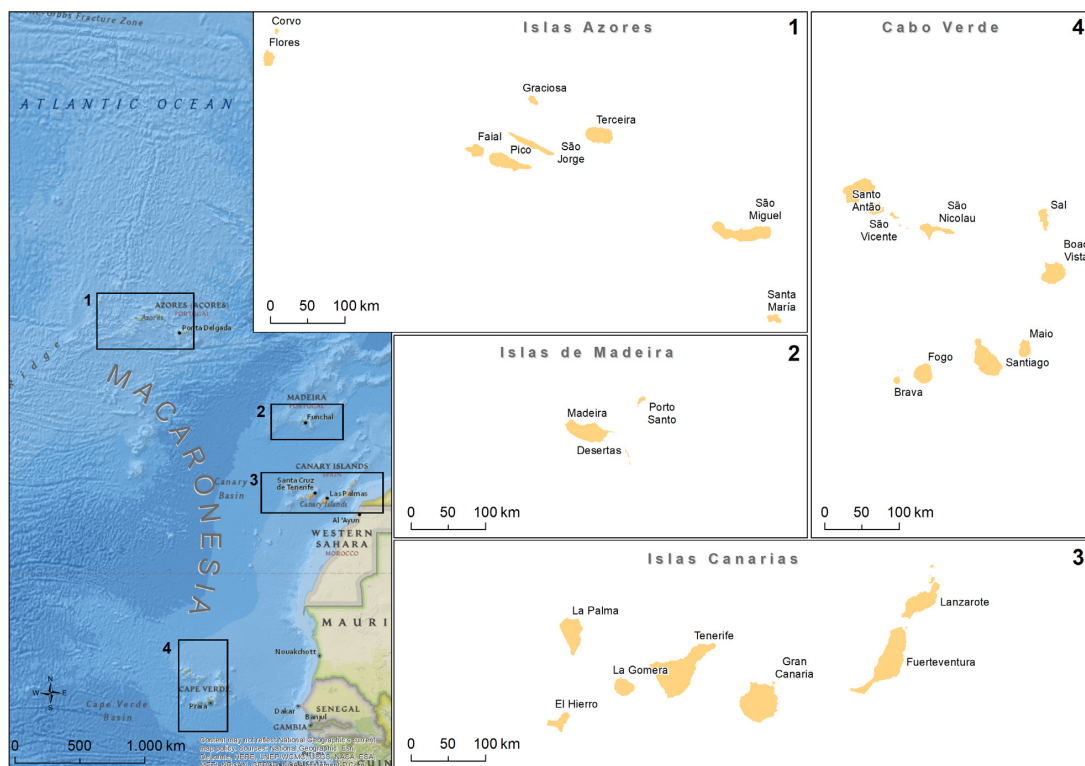 Gibbs Fracture Zone
ATLANTIC OCEAN
1
AZORES (AÇORES)
PORTUGAL
Azores
Ponta Delgada
Ridge
MACARONESIA
MADEIRA
PORTUGAL
2
Funchal
CANARY ISLANDS
SPAIN
3
Santa Cruz
de Tenerife
Las Palmas
Canary Islands
Canary
Basin
Al 'Ayun
WESTERN
SAHARA
MOROCCO
MAURI
Nouakchott
4
CAPE VERDE
Praia
Cape Verde
Basin
Dakar
SENEGAL
Banjul
GAMBIA
N
W
E
S
0 500 1.000 km
Islas Azores
1
Corvo
Flores
Graciosa
Terceira
Faial
Pico
São
Jorge
São
Miguel
Santa
María
0 50 100 km
Islas de Madeira
2
Madeira
Porto
Santo
Desertas
0 50 100 km
Islas Canarias
3
La Palma
Lanzarote
Tenerife
La Gomera
Gran
Canaria
Fuerteventura
El Hierro
0 50 100 km
Cabo Verde
4
Santo
Antão
São
Vicente
São
Nicolau
Sal
Boao
Vista
Maio
Santiago
Fogo
Brava
0 50 100 km